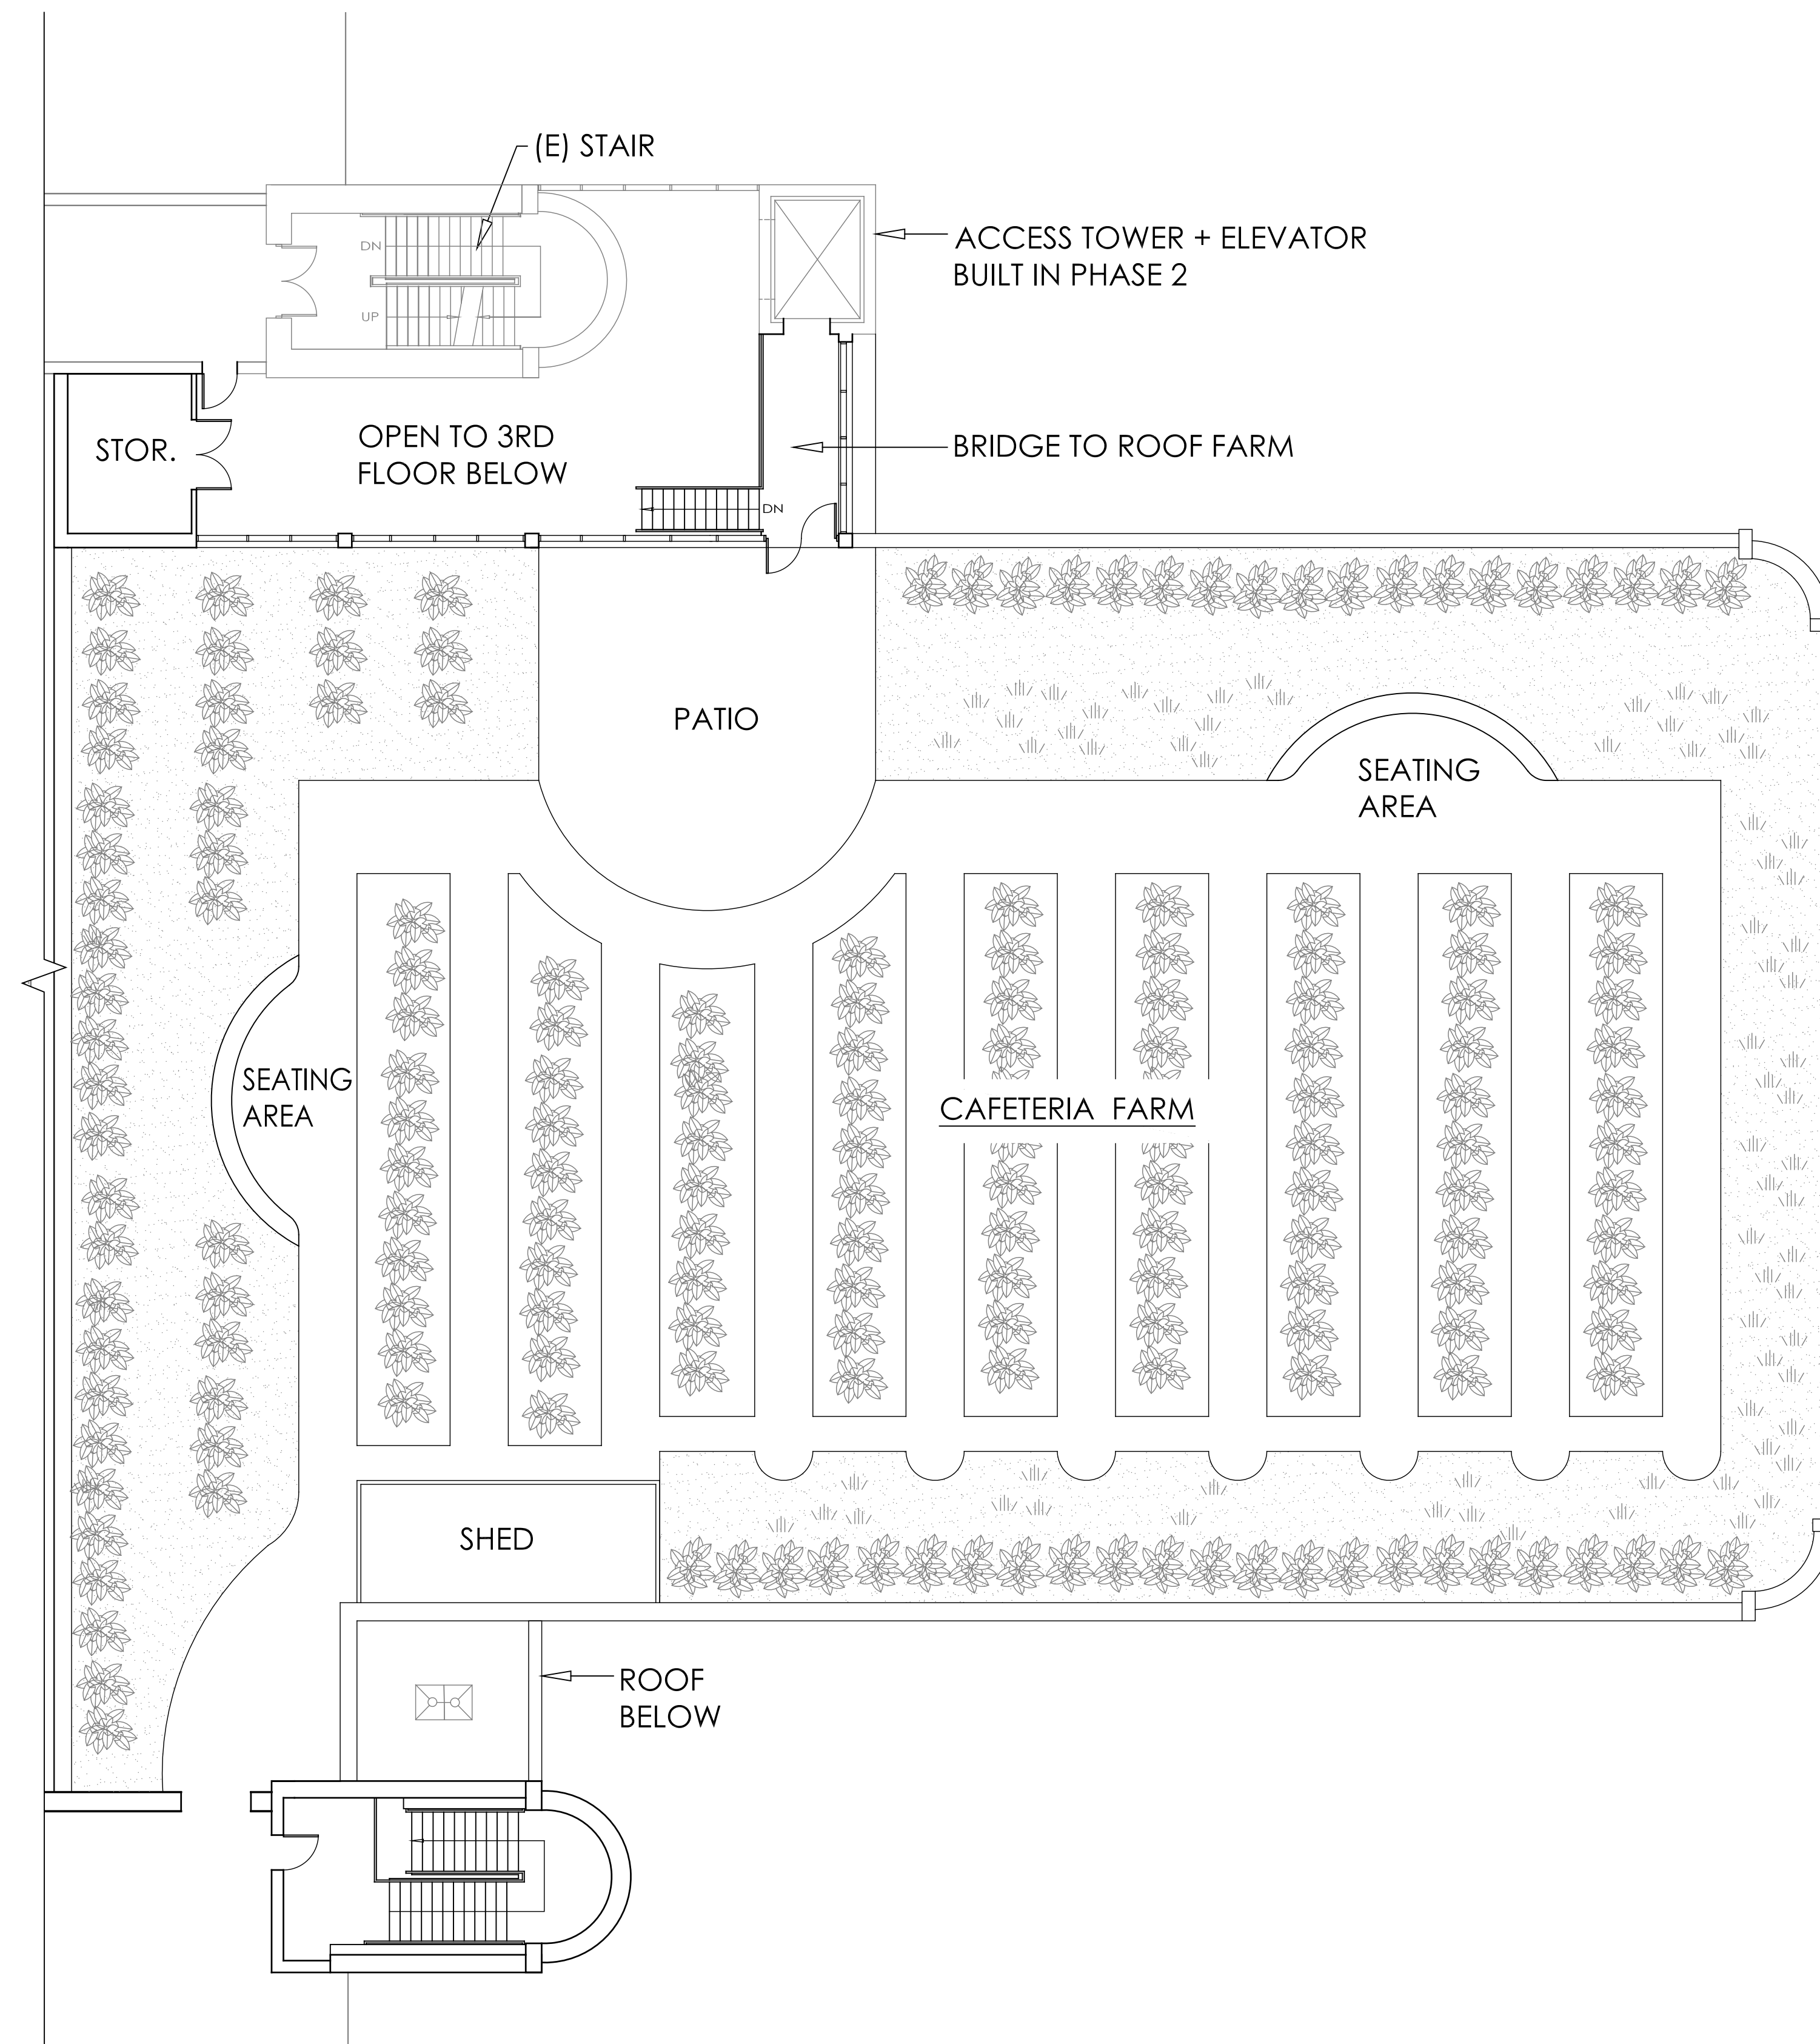 (E) STAIR
ACCESS TOWER + ELEVATOR
BUILT IN PHASE 2
DN
UP
STOR.
OPEN TO 3RD
FLOOR BELOW
BRIDGE TO ROOF FARM
DN
PATIO
SEATING
AREA
SEATING
AREA
CAFETERIA FARM
SHED
ROOF
BELOW